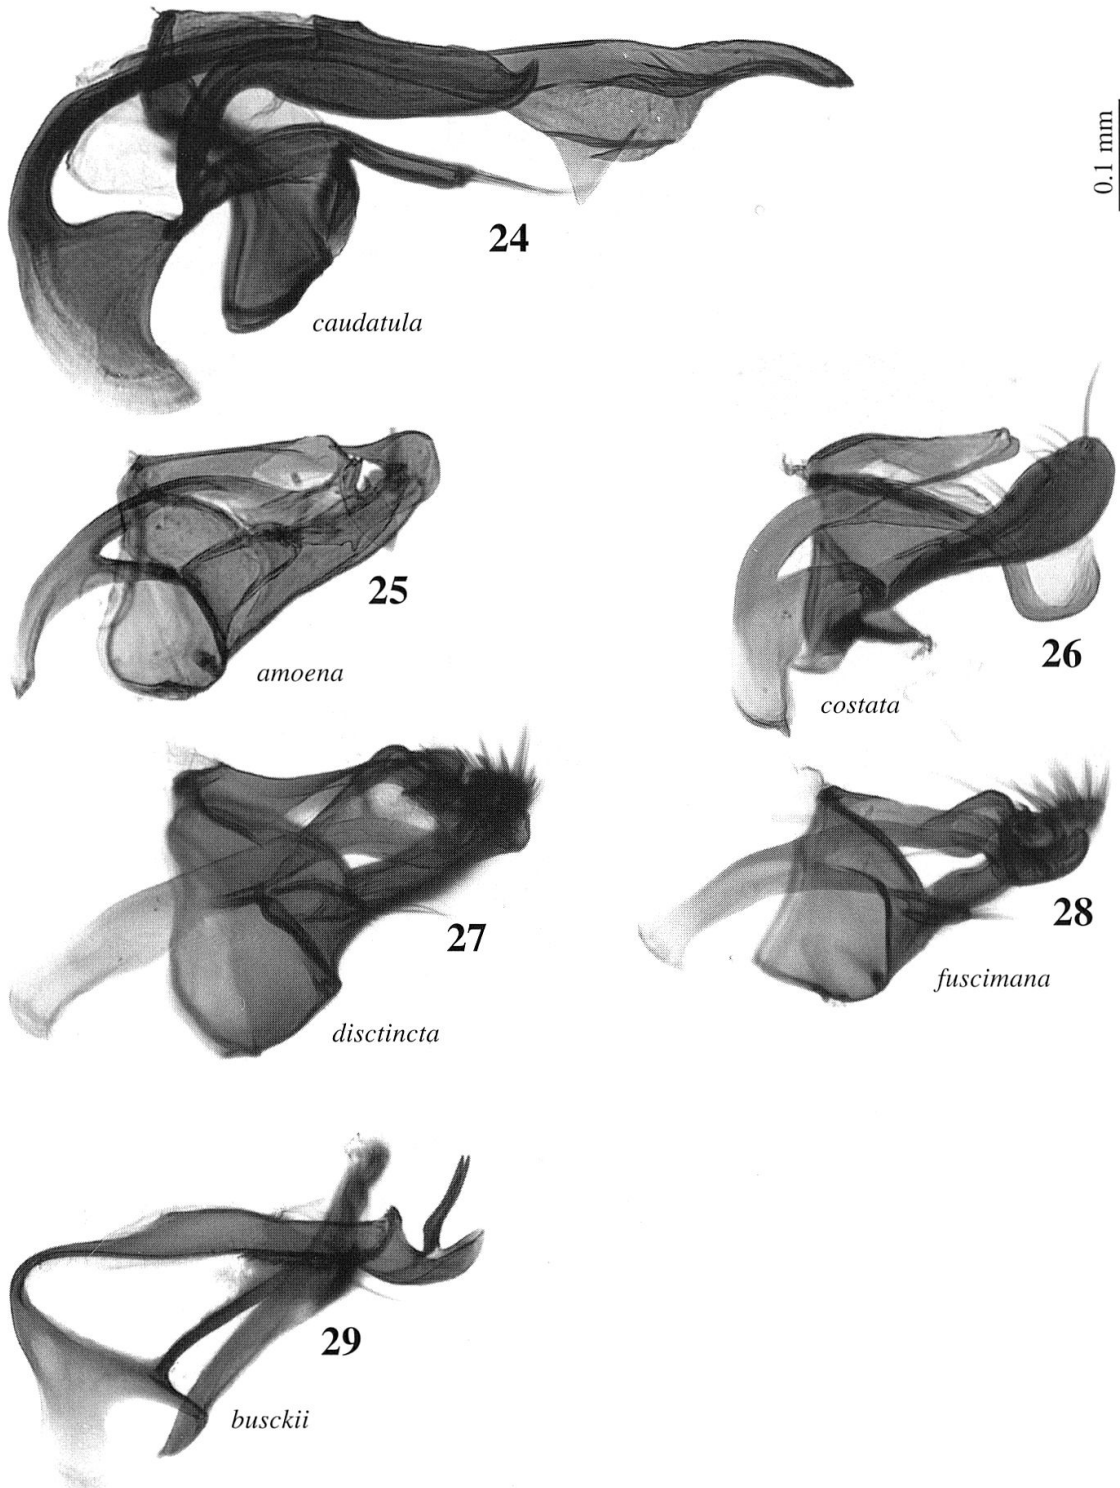 0.1 mm
24
caudatula
25
amoena
26
costata
27
disctincta
28
fuscimana
29
busckii